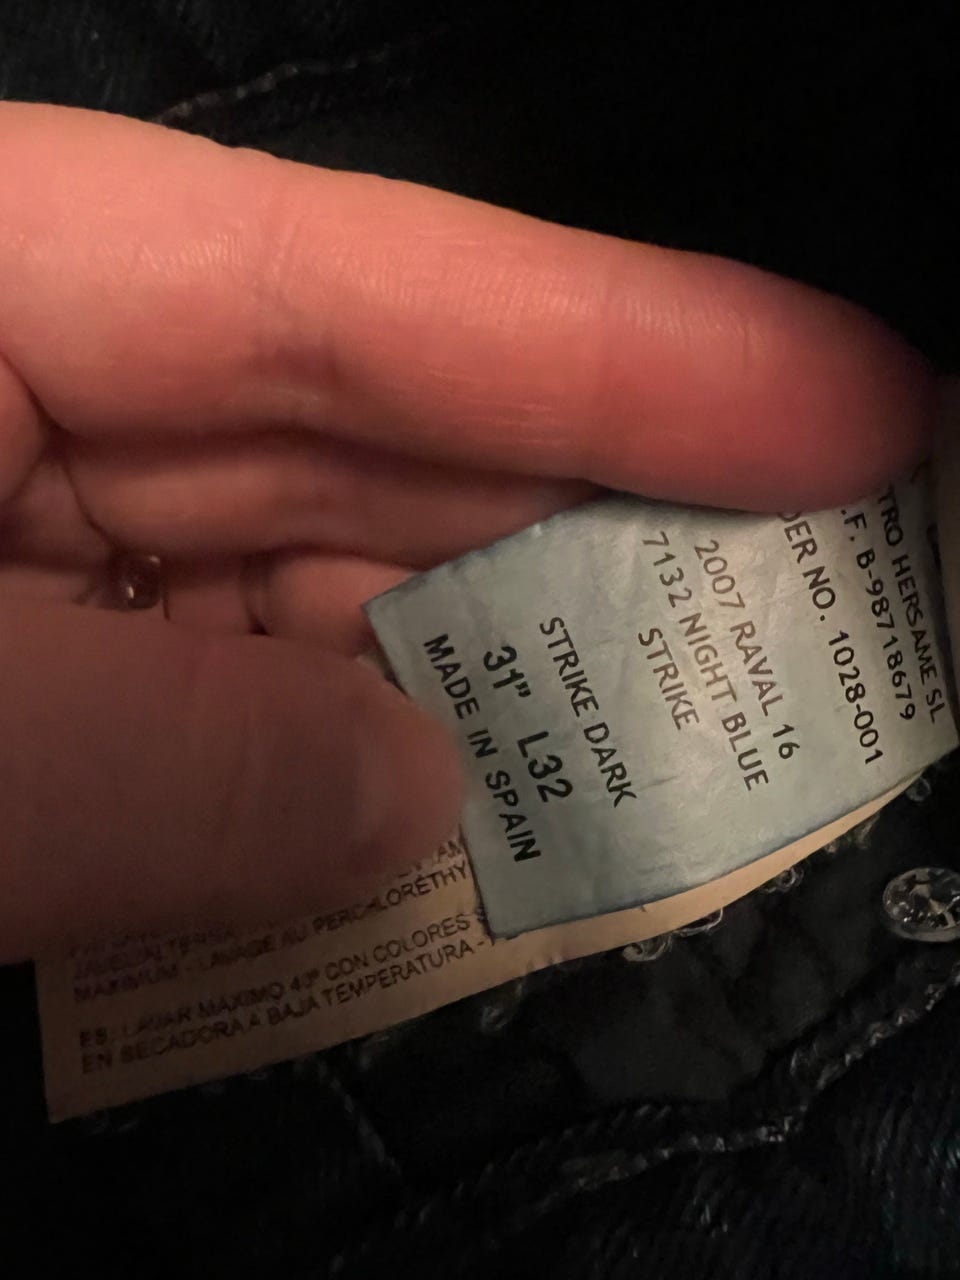 TRO HERSAME SL
.F. B-98718679
DER NO. 1028-001
2007 RAVAL 16
7132 NIGHT BLUE
STRIKE
STRIKE DARK
31” L32
MADE IN SPAIN
PERCHLORÉTHY
MAXIMUM - LAVAGE AU
ES: LAVAR MAXIMO 40º CON COLORES S
EN SECADORA A BAJA TEMPERATURA -